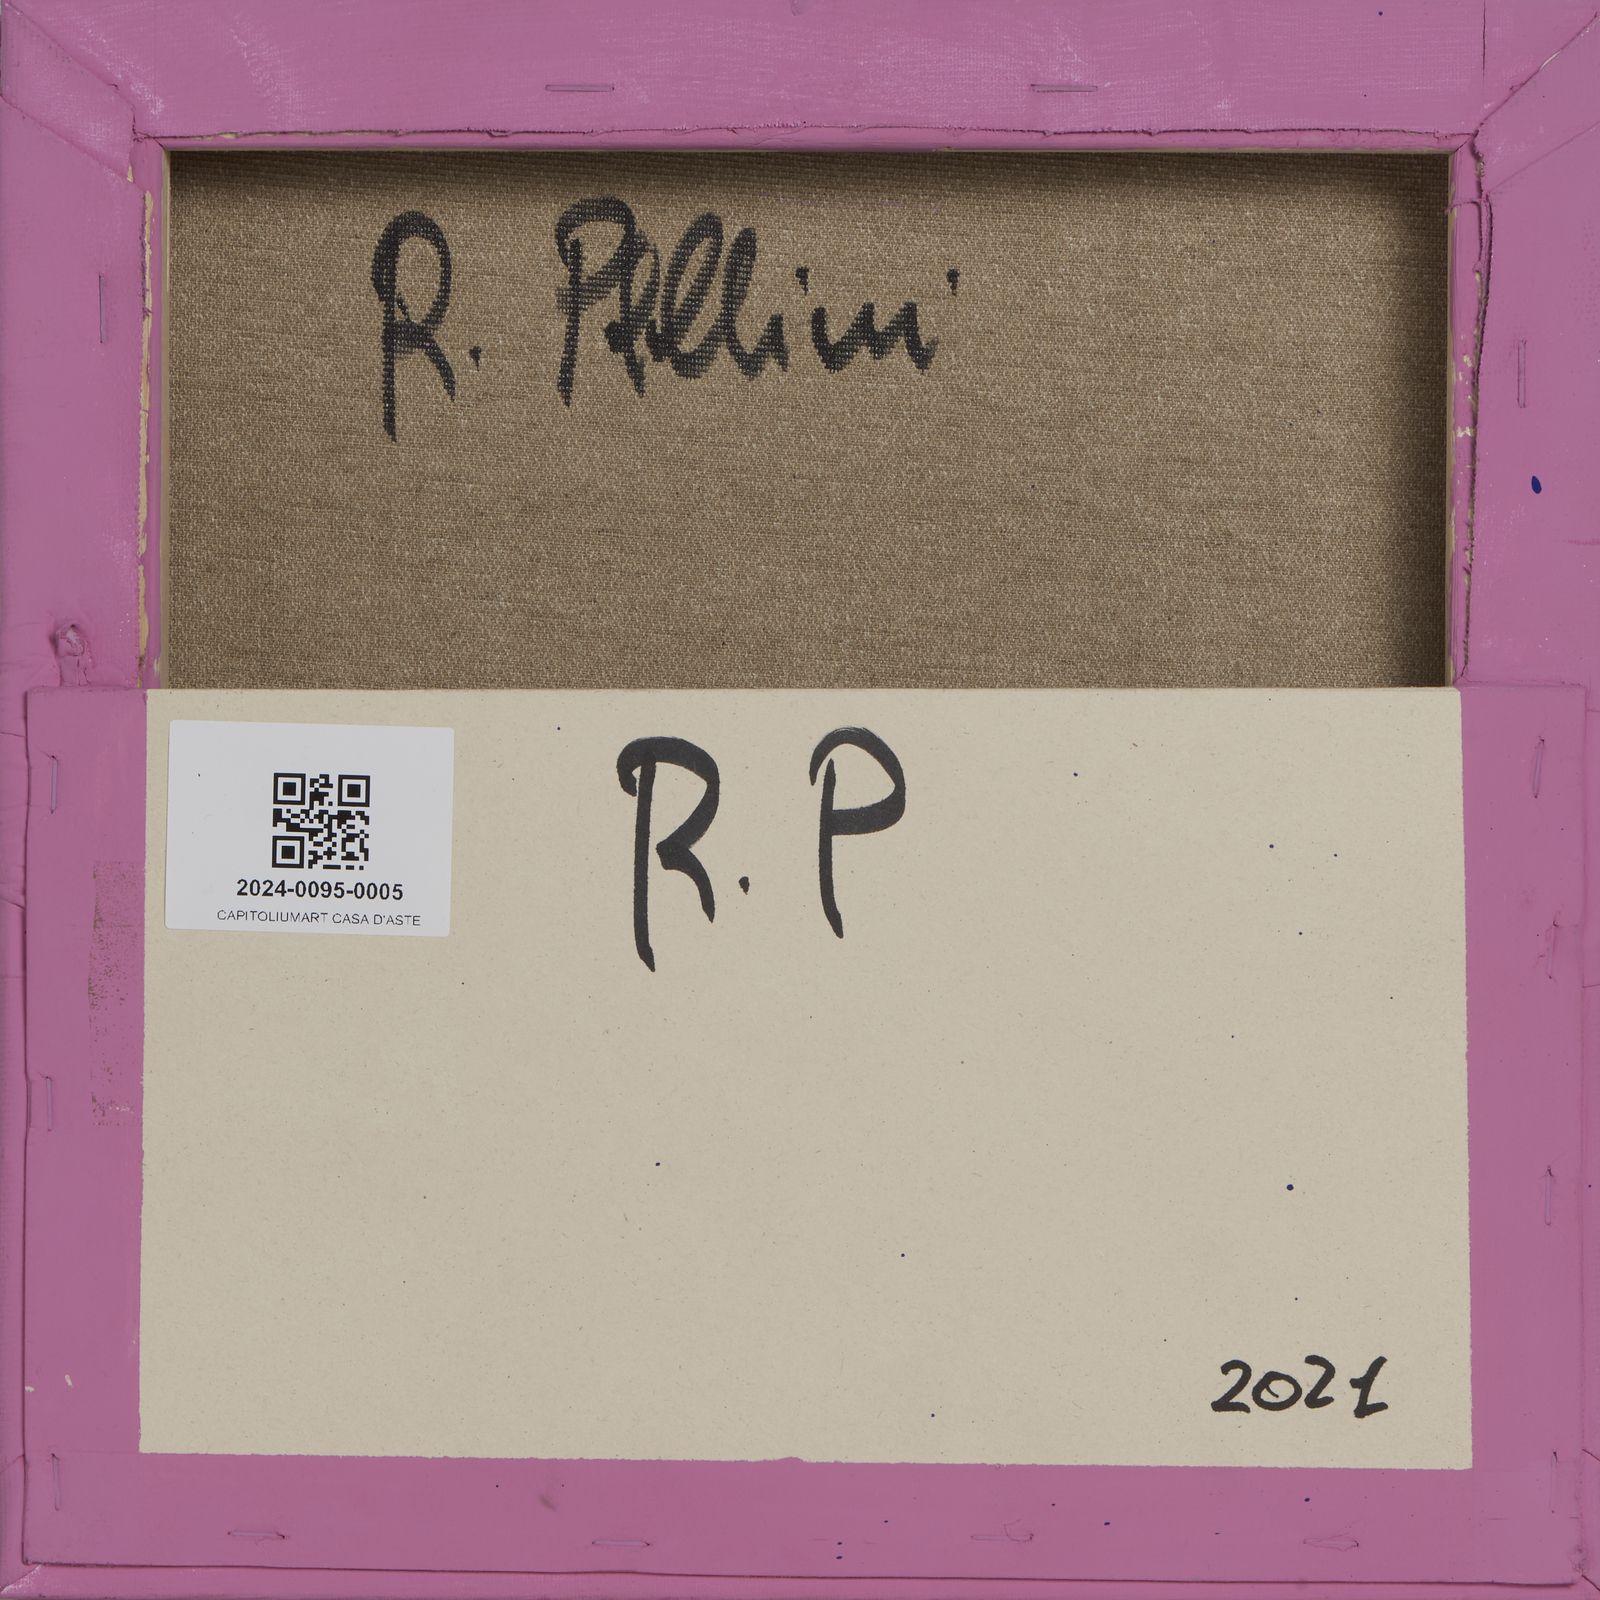 R. Pellini
R. P
2024-0095-0005
CAPITOLIUMART CASA D'ASTE
2021